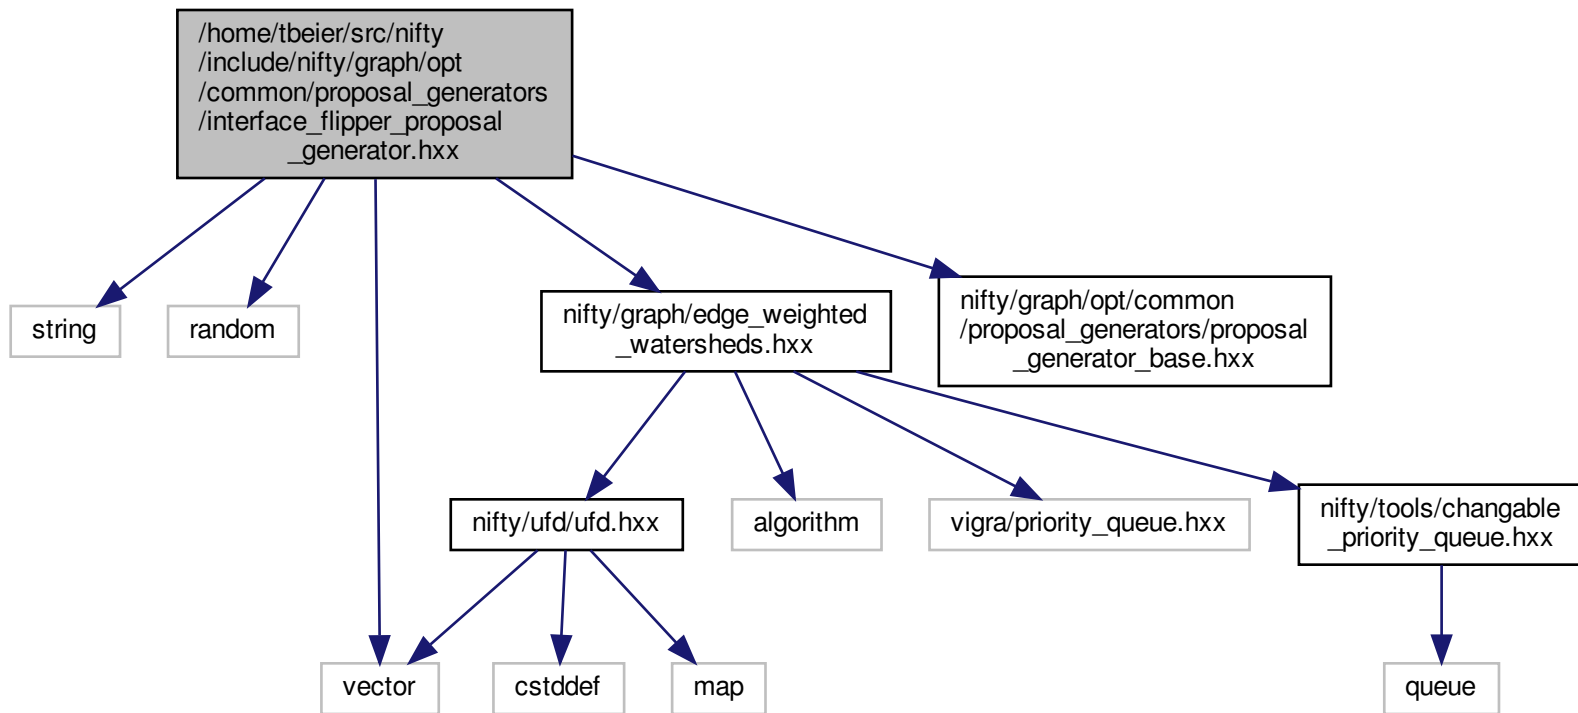 /home/tbeier/src/nifty
/include/nifty/graph/opt
/common/proposal_generators
/interface_flipper_proposal
_generator.hxx
string
random
nifty/graph/edge_weighted
_watersheds.hxx
nifty/graph/opt/common
/proposal_generators/proposal
_generator_base.hxx
nifty/ufd/ufd.hxx
algorithm
vigra/priority_queue.hxx
nifty/tools/changable
_priority_queue.hxx
vector
cstddef
map
queue